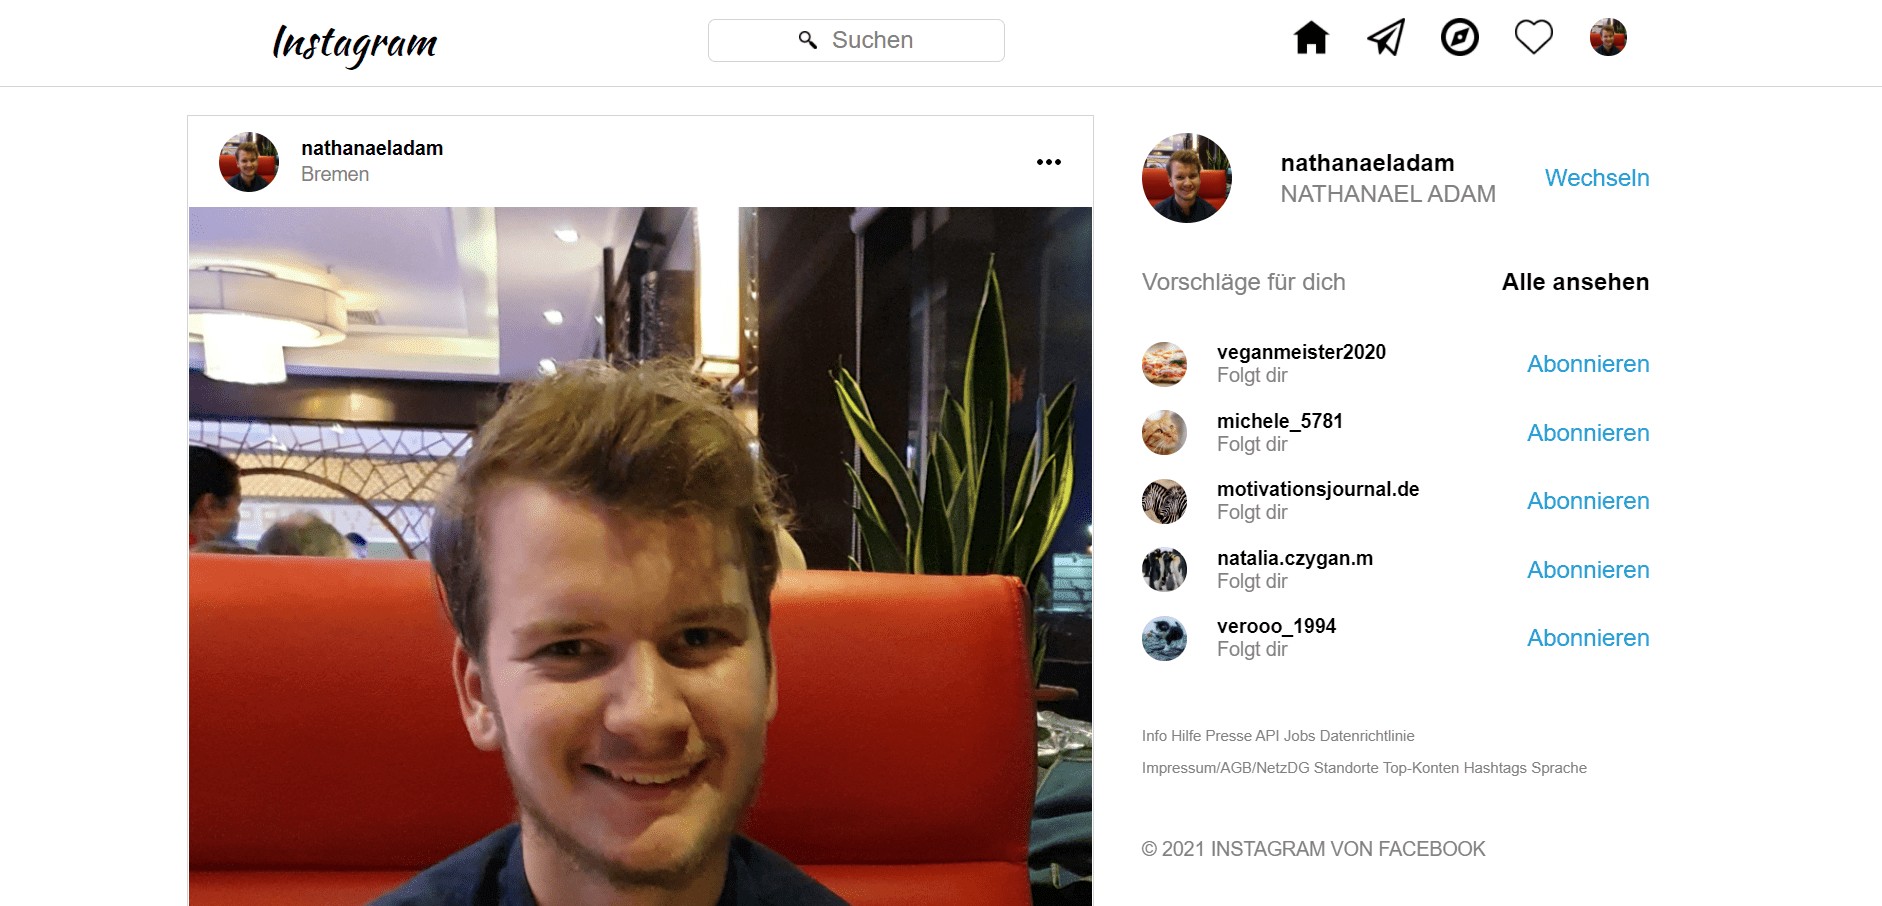 Instagram
Suchen
nathanaeladam
Bremen
nathanaeladam
NATHANAEL ADAM
Wechseln
Vorschläge für dich
Alle ansehen
veganmeister2020
Folgt dir
Abonnieren
michele_5781
Folgt dir
Abonnieren
motivationsjournal.de
Folgt dir
Abonnieren
natalia.czygan.m
Folgt dir
Abonnieren
verooo_1994
Folgt dir
Abonnieren
Info Hilfe Presse API Jobs Datenrichtlinie
Impressum/AGB/NetzDG Standorte Top-Konten Hashtags Sprache
© 2021 INSTAGRAM VON FACEBOOK